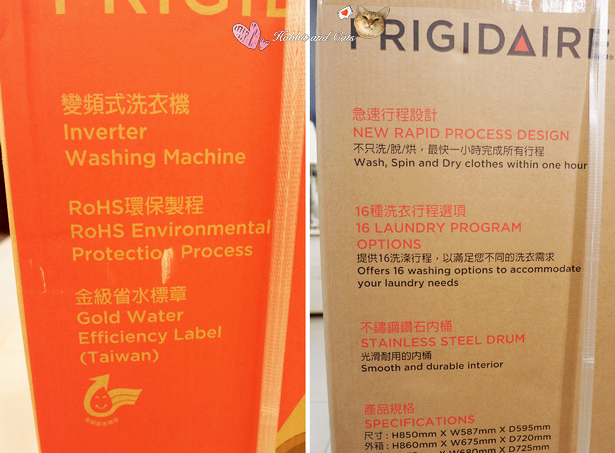 FRIGID
變頻式洗衣機
Inverter
Washing Machine
RoHS環保製程
RoHS Environmental
Protection Process
金級省水標章
Gold Water
Efficiency Label
(Taiwan)
and Cats
FRIGIDAIRE
急速行程設計
NEW RAPID PROCESS DESIGN
不只洗/脫/烘，最快一小時完成所有行程
Wash, Spin and Dry clothes within one hour
16種洗衣行程選項
16 LAUNDRY PROGRAM
OPTIONS
提供16洗滌行程，以滿足您不同的洗衣需求
Offers 16 washing options to accommodate
your laundry needs
不鏽鋼鑽石內桶
STAINLESS STEEL DRUM
光滑耐用的內桶
Smooth and durable interior
產品規格
SPECIFICATIONS
尺寸：H850mm X W587mm X D595mm
外箱：H860mm X W675mm X D720mm
W680mm X D725mm